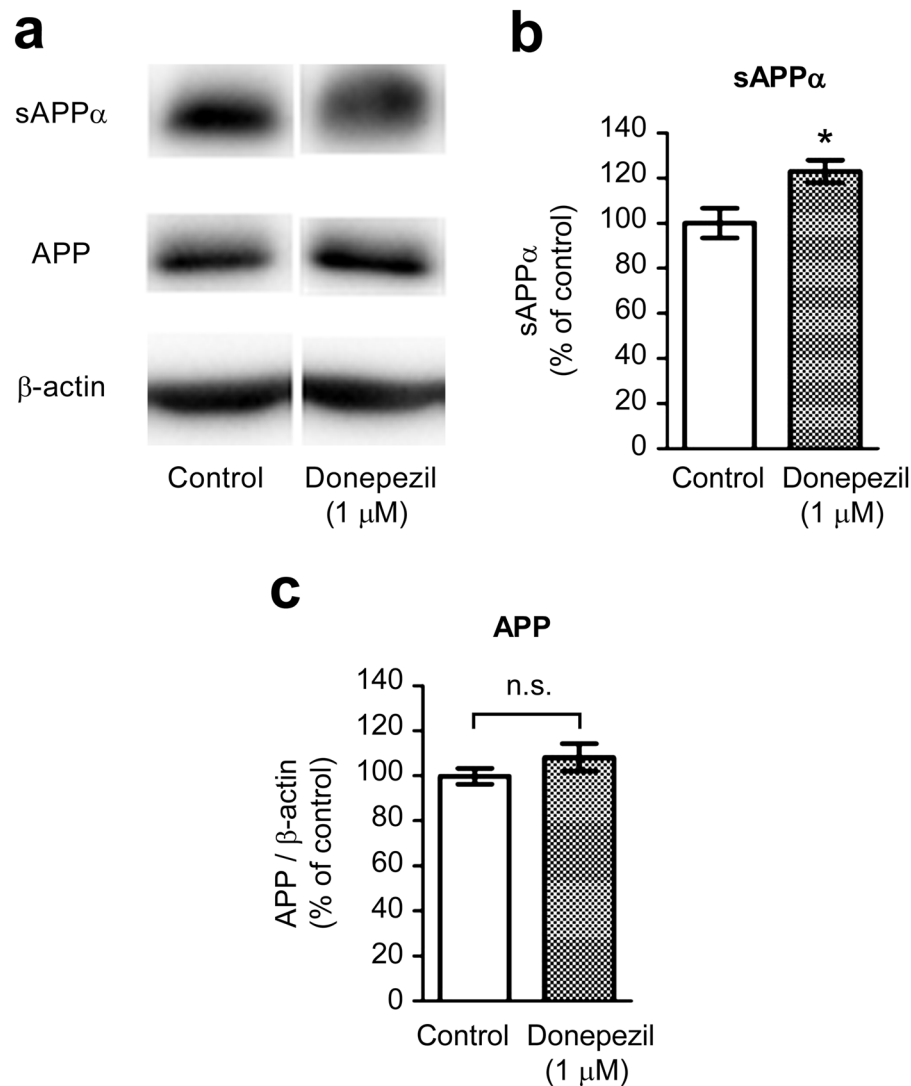 a
sAPPα
APP
β-actin
Control
Donepezil
(1 μM)
b
sAPPα
sAPPα
(% of control)
140
120
100
80
60
40
20
0
*
Control
Donepezil
(1 μM)
c
APP
APP / β-actin
(% of control)
140
120
100
80
60
40
20
0
n.s.
Control
Donepezil
(1 μM)